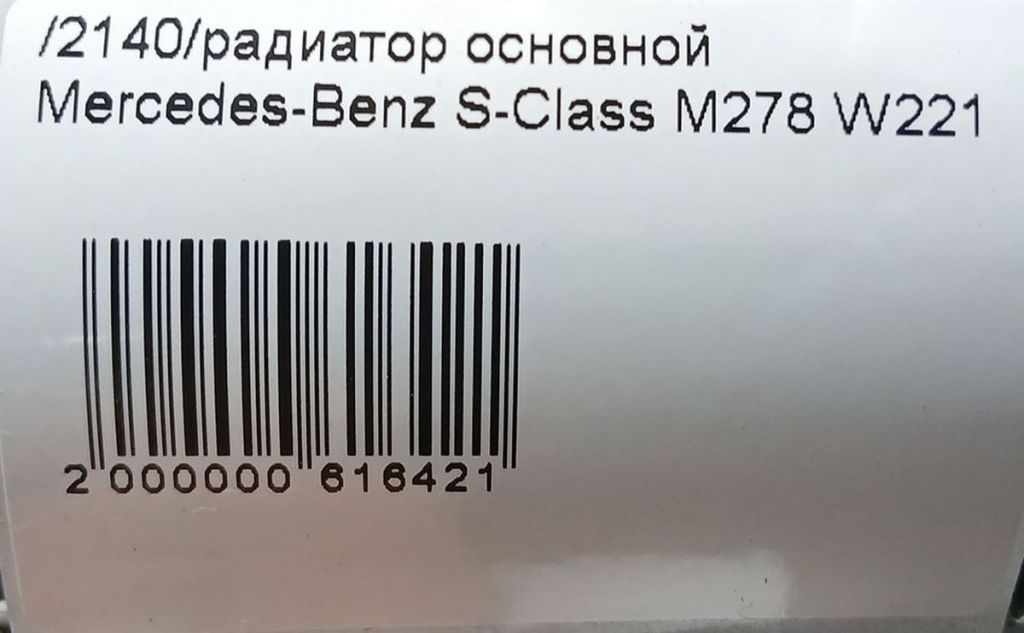 /2140/радиатор основной
Mercedes-Benz S-Class M278 W221
2 000000 616421